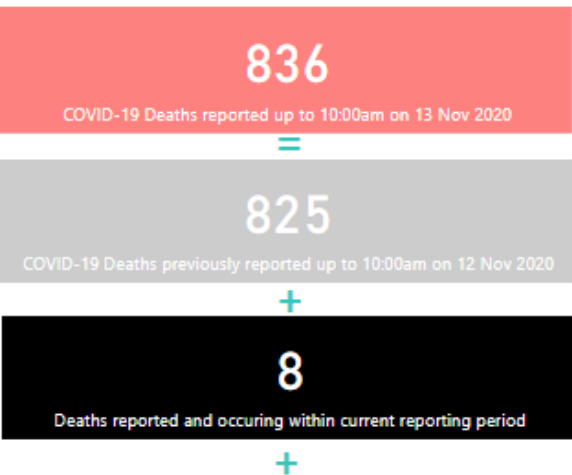 836
COVID-19 Deaths reported up to 10:00am on 13 Nov 2020
=
825
COVID-19 Deaths previously reported up to 10:00am on 12 Nov 2020
+
8
Deaths reported and occuring within current reporting period
+